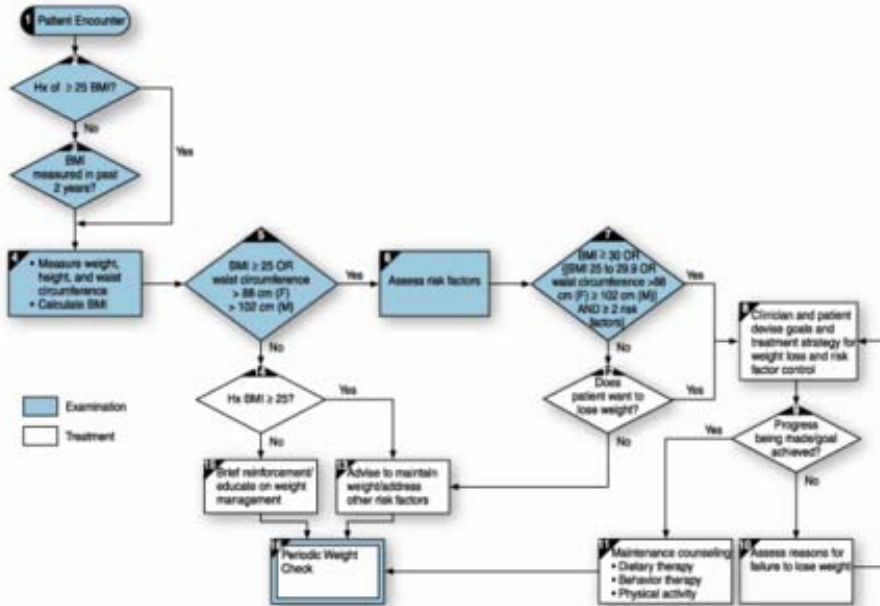 1
Patient Encounter
Hx of ≥ 25 BMI?
No
Yes
BMI
measured in past
2 years?
4
• Measure weight,
height, and waist
circumference
• Calculate BMI
5
BMI ≥ 25 OR
waist circumference
> 88 cm (F)
> 102 cm (M)
Yes
No
6
Assess risk factors
7
BMI ≥ 30 OR
{[BMI 25 to 29.9 OR
waist circumference >88
cm (F) ≥ 102 cm (M)]
AND ≥ 2 risk
factors}
Yes
No
Clinician and patient
devise goals and
treatment strategy for
weight loss and risk
factor control
Does
patient want to
lose weight?
Yes
No
Hx BMI ≥ 25?
Yes
No
Examination
Treatment
Progress
being made/goal
achieved?
Yes
No
Brief reinforcement/
educate on weight
management
Advise to maintain
weight/address
other risk factors
Periodic Weight
Check
11
Maintenance counseling
• Dietary therapy
• Behavior therapy
• Physical activity
10
Assess reasons for
failure to lose weight